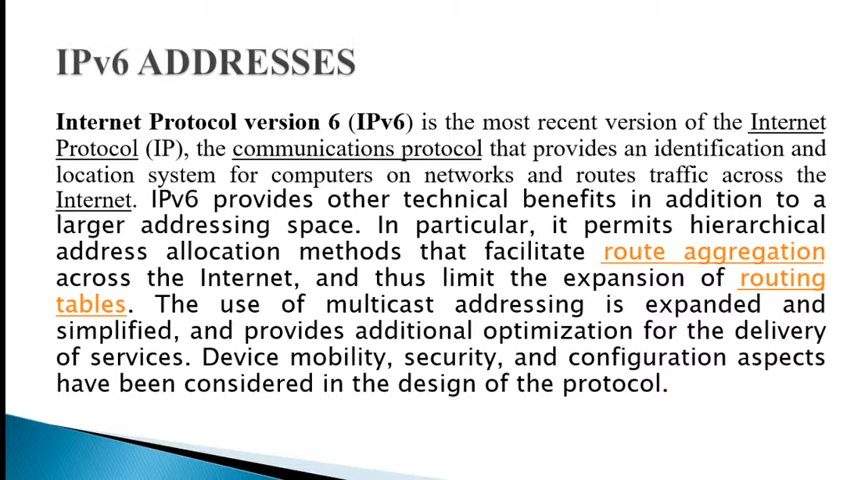 IPv6 ADDRESSES
Internet Protocol version 6 (IPv6) is the most recent version of the Internet
Protocol (IP), the communications protocol that provides an identification and
location system for computers on networks and routes traffic across the
Internet. IPv6 provides other technical benefits in addition to a
larger addressing space. In particular, it permits hierarchical
address allocation methods that facilitate route aggregation
across the Internet, and thus limit the expansion of routing
tables. The use of multicast addressing is expanded and
simplified, and provides additional optimization for the delivery
of services. Device mobility, security, and configuration aspects
have been considered in the design of the protocol.